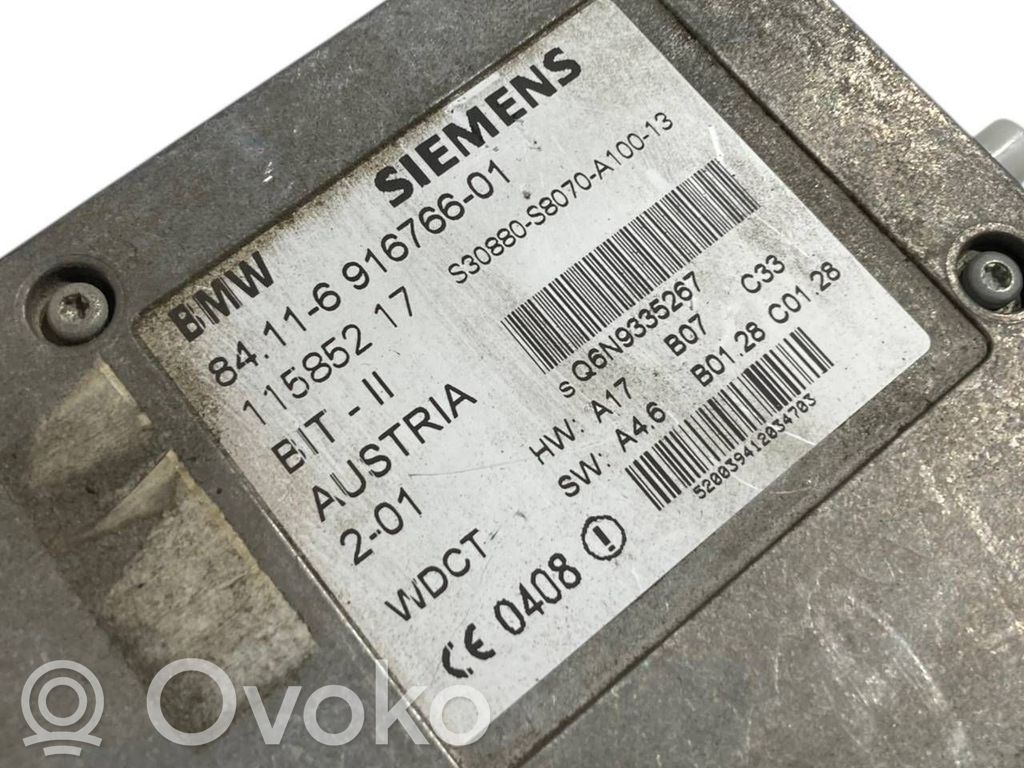 SIEMENS
BMW
84.11-6 916766-01
115852 17
S30880-S8070-A100-13
BIT - II
AUSTRIA
2-01
s Q6N9335267
HW: A17 B07 C33
SW: A4.6 B01.28 C01.28
WDCT
520039412034703
CE 0408
Ovoko